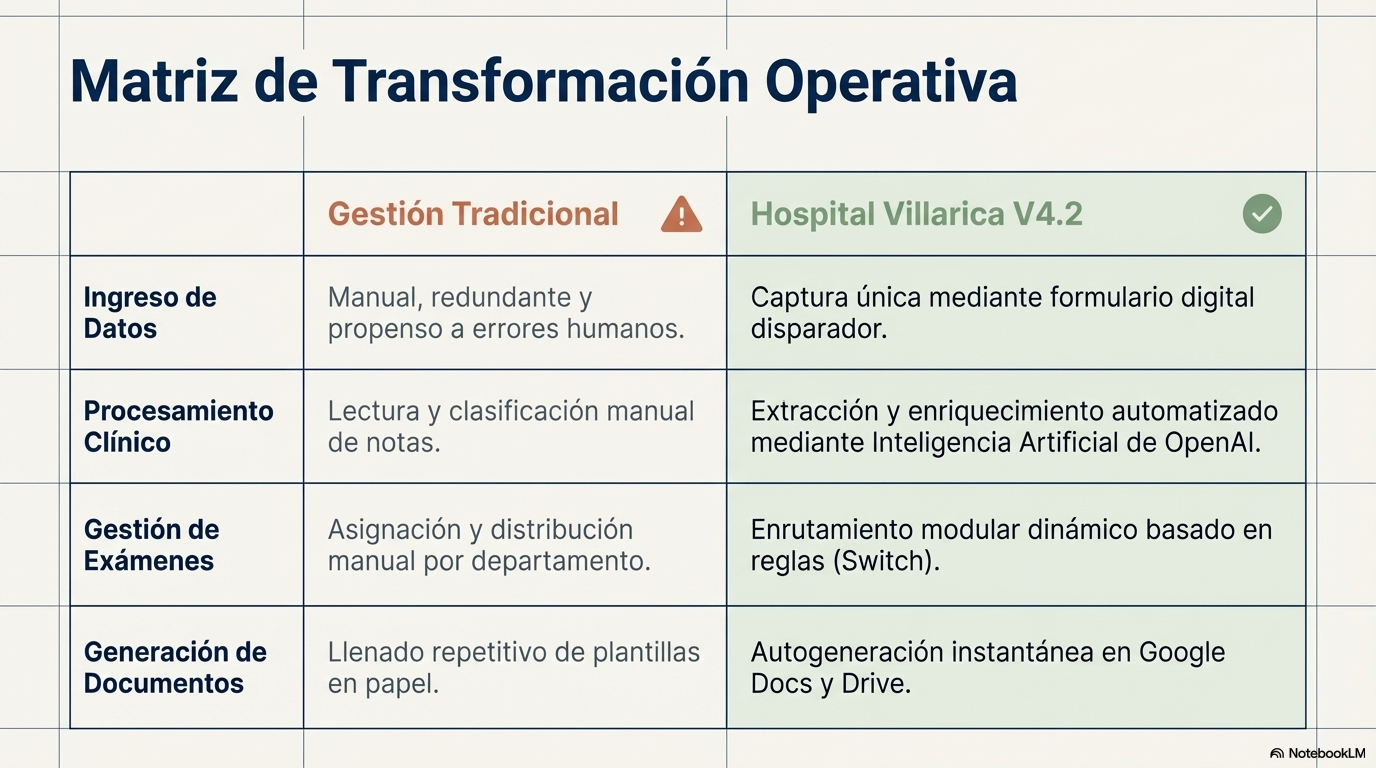 Matriz de Transformación Operativa
Gestión Tradicional
Hospital Villarica V4.2
Ingreso de
Datos
Manual, redundante y
propenso a errores humanos.
Captura única mediante formulario digital
disparador.
Procesamiento
Clínico
Lectura y clasificación manual
de notas.
Extracción y enriquecimiento automatizado
mediante Inteligencia Artificial de OpenAI.
Gestión de
Exámenes
Asignación y distribución
manual por departamento.
Enrutamiento modular dinámico basado en
reglas (Switch).
Generación de
Documentos
Llenado repetitivo de plantillas
en papel.
Autogeneración instantánea en Google
Docs y Drive.
NotebookLM